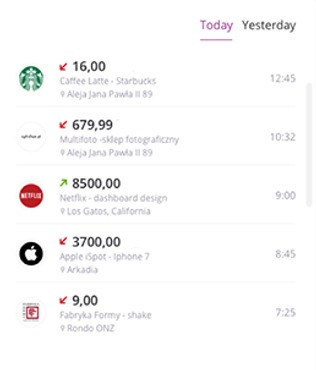 Today Yesterday
16,00
Caffee Latte - Starbucks
12:45
Aleja Jana Pawła II 89
679,99
Multifoto -sklep fotograficzny
10:32
Aleja Jana Pawła II 89
NETFLIX
8500,00
Netflix - dashboard design
9:00
Los Gatos, California
3700,00
Apple iSpot - Iphone 7
8:45
Arkadia
9,00
Fabryka Formy - shake
7:25
Rondo ONZ